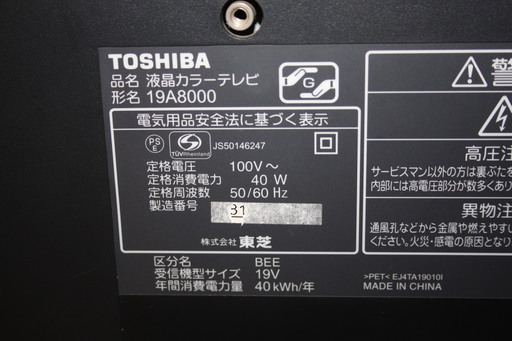 TOSHIBA
品名 液晶カラーテレビ
形名 19A8000
G
電気用品安全法に基づく表示
PS
E
TÜVRheinland
JS50146247
定格電圧 100V～
定格消費電力 40 W
定格周波数 50/60 Hz
製造番号 31
株式会社 東芝
区分名 BEE
受信機型サイズ 19V
年間消費電力量 40 kWh/年
警
高圧注
サービスマン以外の方は裏ぶた
内部には高電圧部分が数多くあ
異物注
通風孔などから金属や燃えやす
ください。火災・感電の原因とな
>PET< EJ4TA19010I
MADE IN CHINA